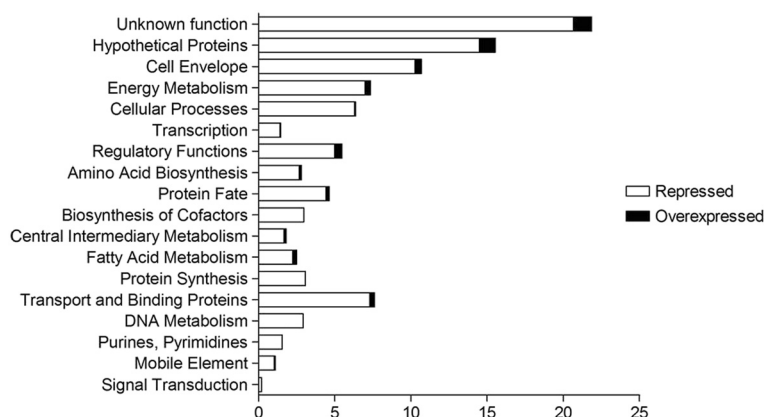 Unknown function
Hypothetical Proteins
Cell Envelope
Energy Metabolism
Cellular Processes
Transcription
Regulatory Functions
Amino Acid Biosynthesis
Protein Fate
Biosynthesis of Cofactors
Central Intermediary Metabolism
Fatty Acid Metabolism
Protein Synthesis
Transport and Binding Proteins
DNA Metabolism
Purines, Pyrimidines
Mobile Element
Signal Transduction
Repressed
Overexpressed
0 5 10 15 20 25